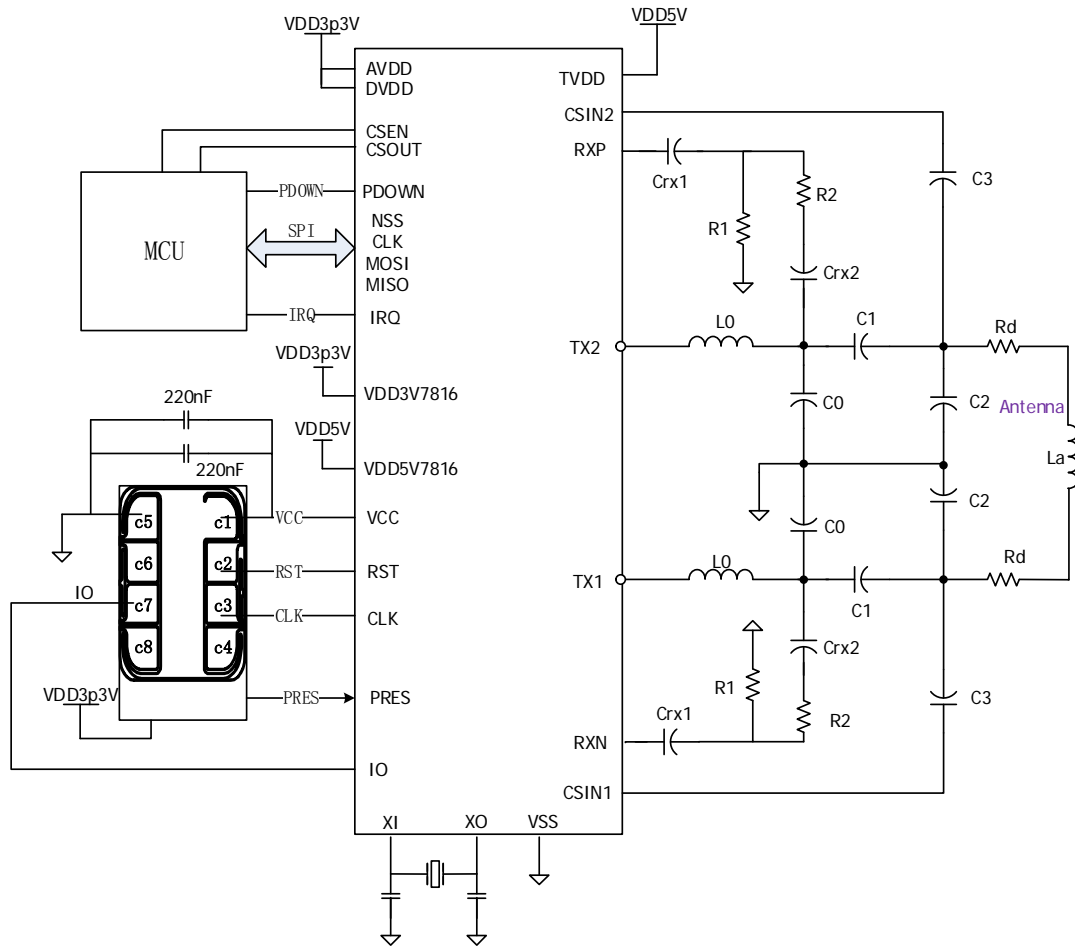 VDD3p3V
VDD5V
AVDD
DVDD
TVDD
CSEN
CSOUT
CSIN2
RXP
Crx1
R2
C3
R1
MCU
PDOWN
PDOWN
SPI
NSS
CLK
MOSI
MISO
Crx2
IRQ
IRQ
TX2
L0
C1
Rd
VDD3p3V
VDD3V7816
C0
C2
Antenna
La
220nF
220nF
VDD5V
VDD5V7816
C2
C0
c5
c1
VCC
VCC
c6
c2
RST
RST
TX1
L0
C1
Rd
IO
c7
c3
CLK
CLK
c8
c4
Crx2
VDD3p3V
PRES
PRES
R1
R2
Crx1
C3
RXN
IO
CSIN1
XI
XO
VSS